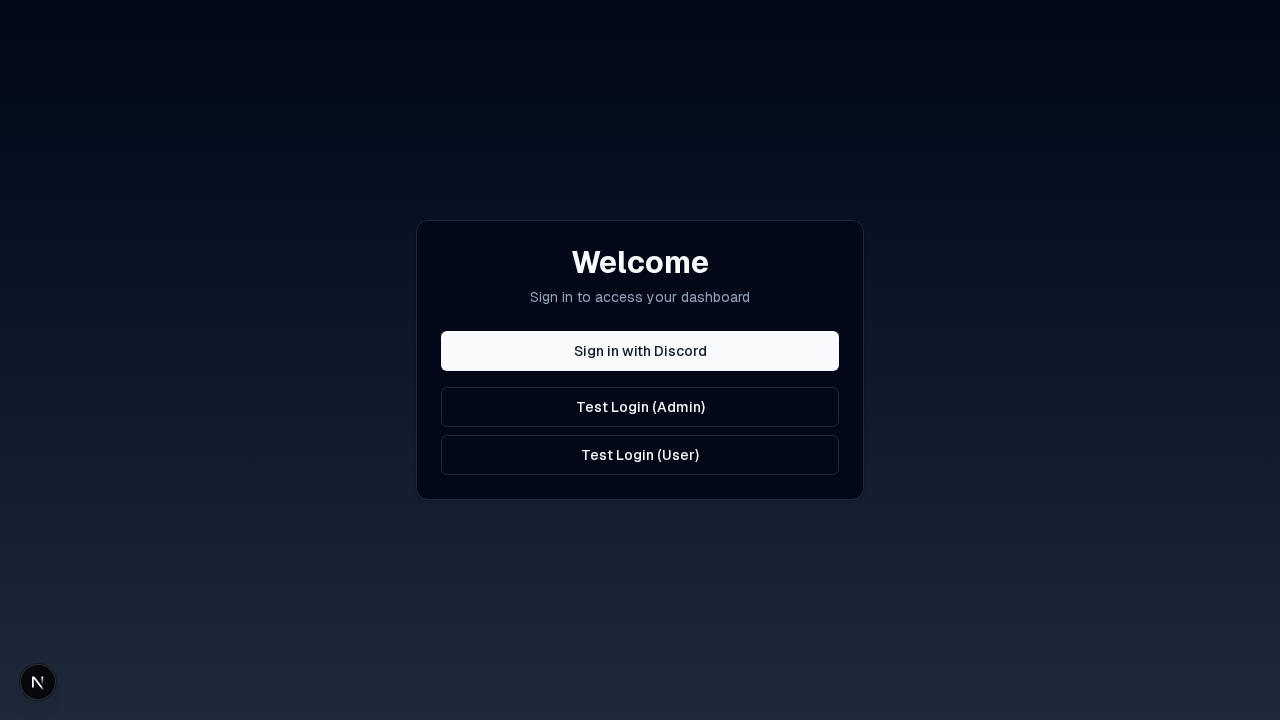 Welcome
Sign in to access your dashboard
Sign in with Discord
Test Login (Admin)
Test Login (User)
N